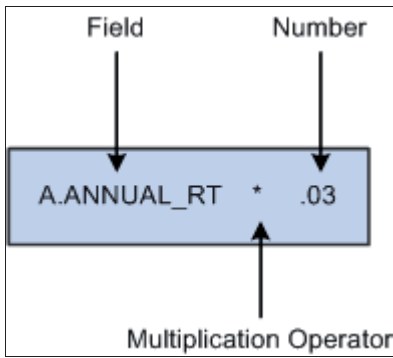 Field Number
A.ANNUAL_RT * .03
Multiplication Operator